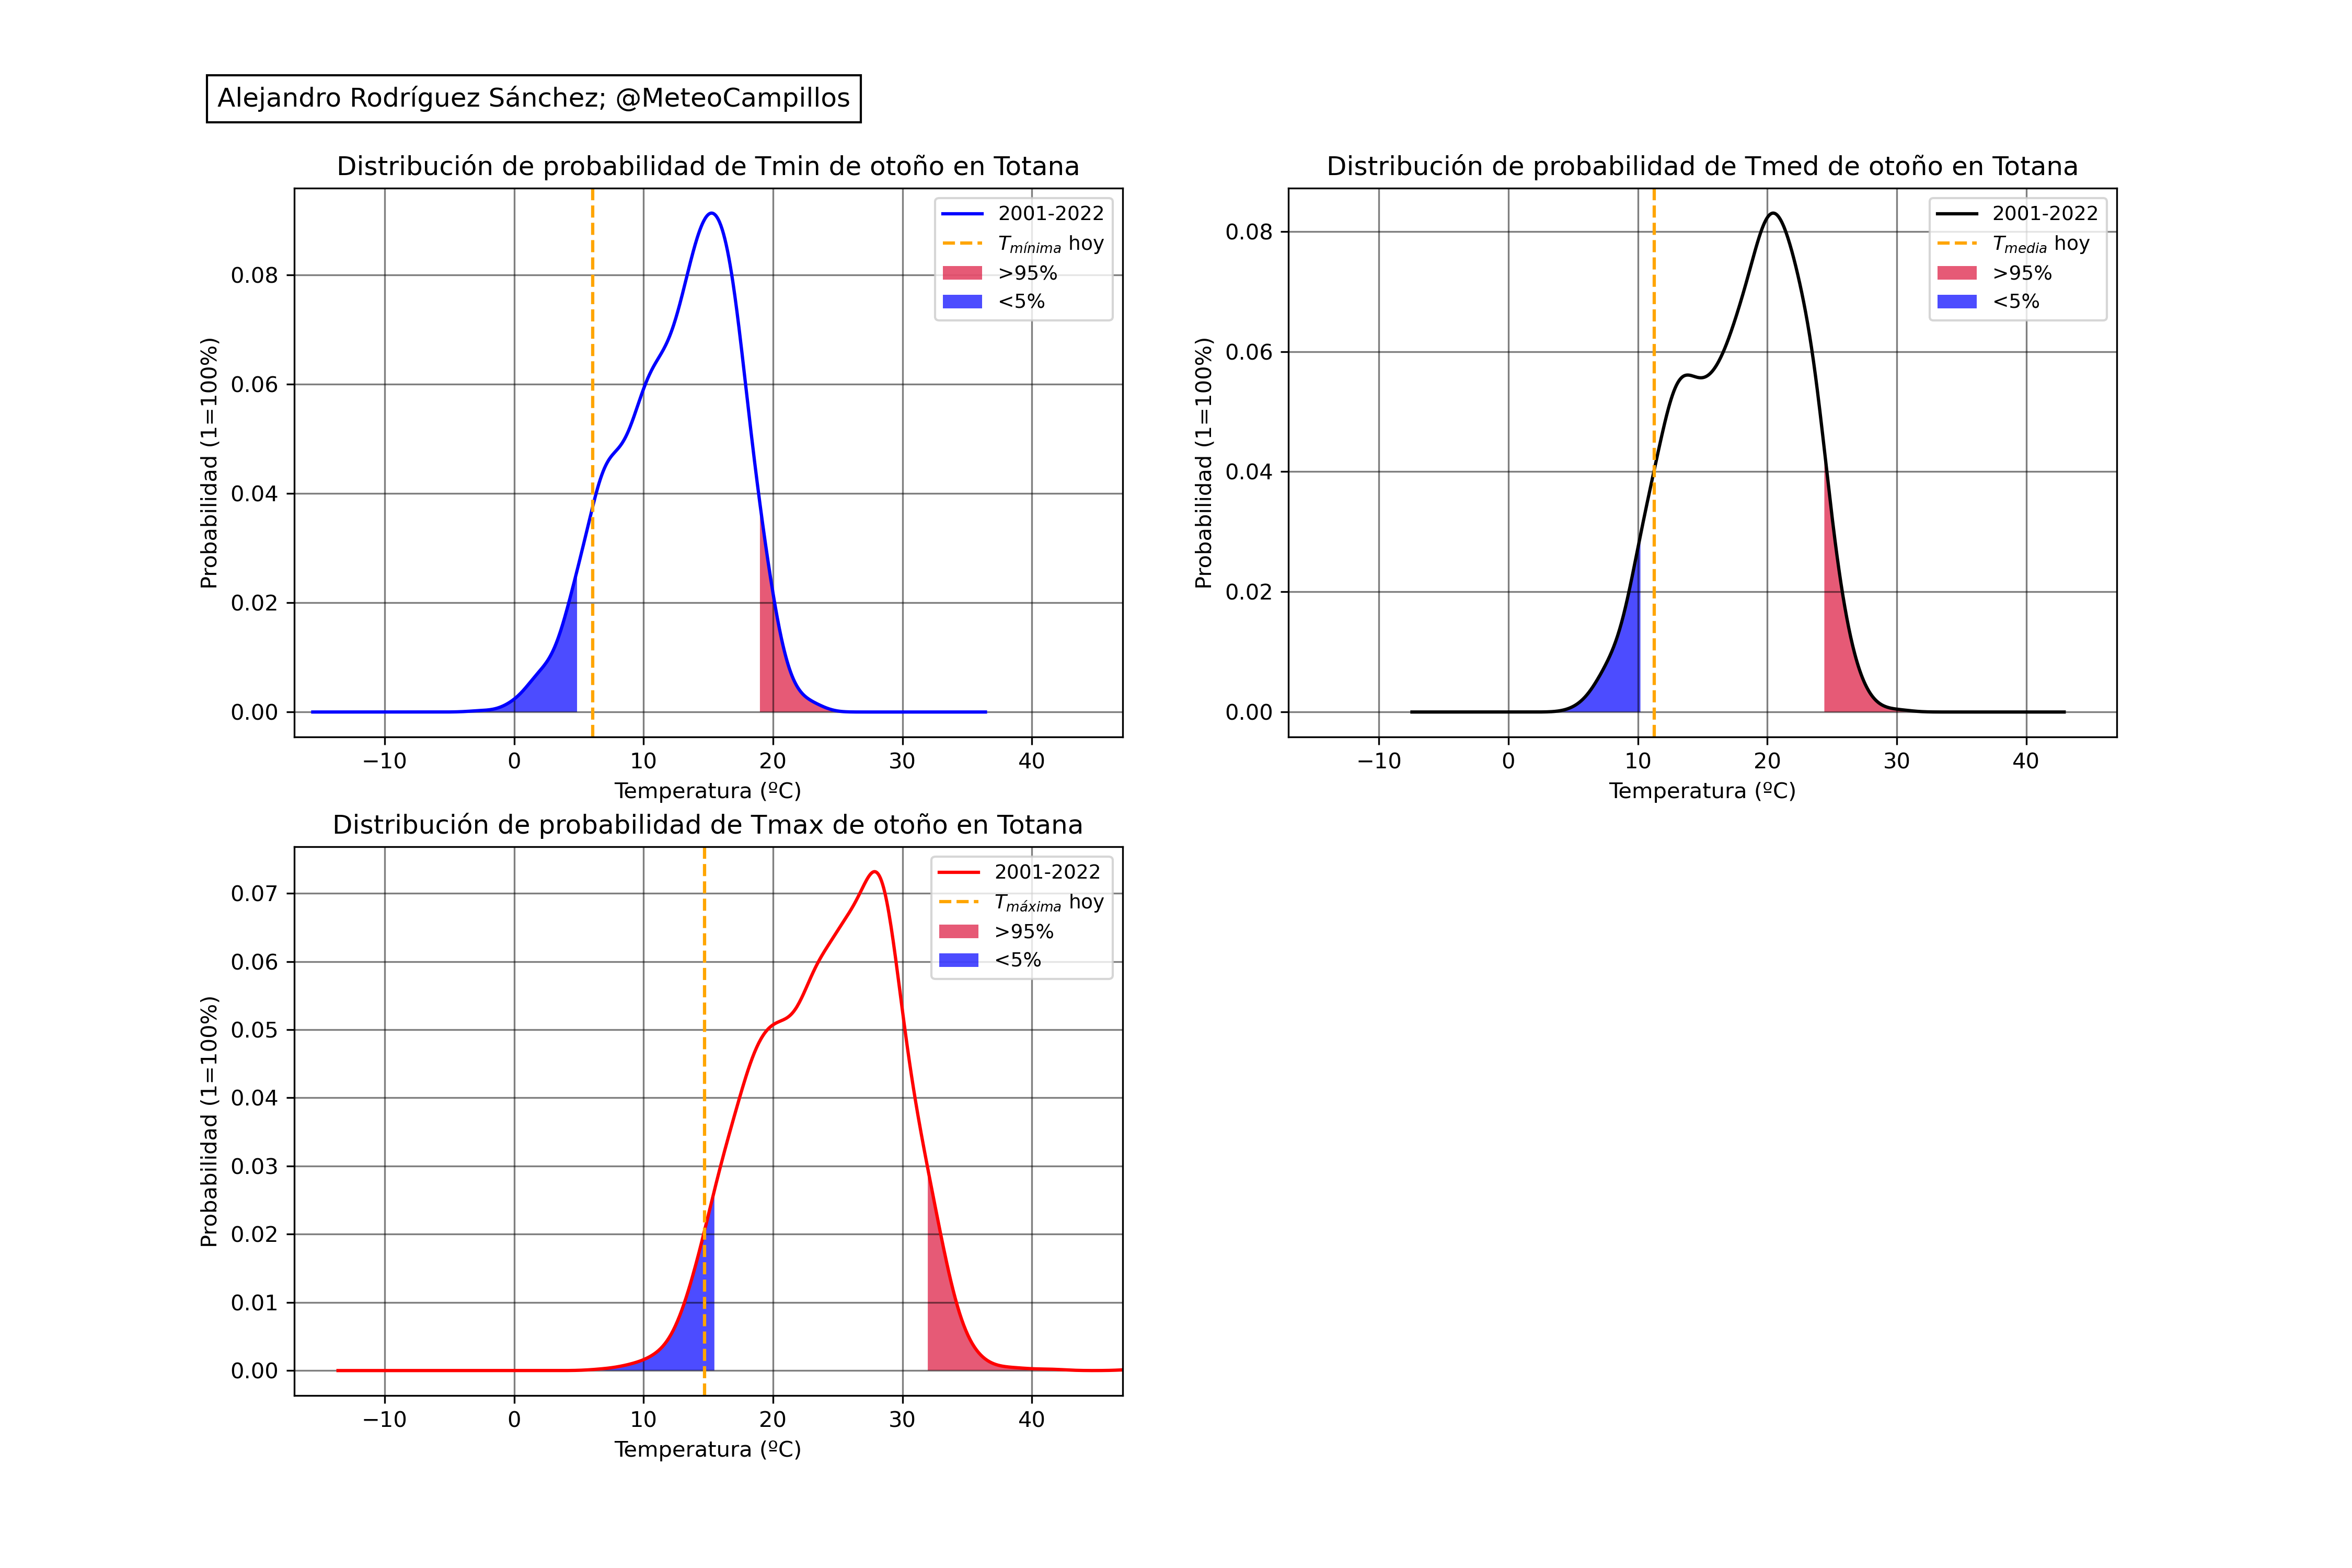 Alejandro Rodríguez Sánchez; @MeteoCampillos
Distribución de probabilidad de Tmin de otoño en Totana
Probabilidad (1=100%)
0.08
0.06
0.04
0.02
0.00
−10 0 10 20 30 40
Temperatura (ºC)
2001-2022
Tmínima hoy
>95%
<5%
Distribución de probabilidad de Tmed de otoño en Totana
Probabilidad (1=100%)
0.08
0.06
0.04
0.02
0.00
−10 0 10 20 30 40
Temperatura (ºC)
2001-2022
Tmedia hoy
>95%
<5%
Distribución de probabilidad de Tmax de otoño en Totana
Probabilidad (1=100%)
0.07
0.06
0.05
0.04
0.03
0.02
0.01
0.00
−10 0 10 20 30 40
Temperatura (ºC)
2001-2022
Tmáxima hoy
>95%
<5%